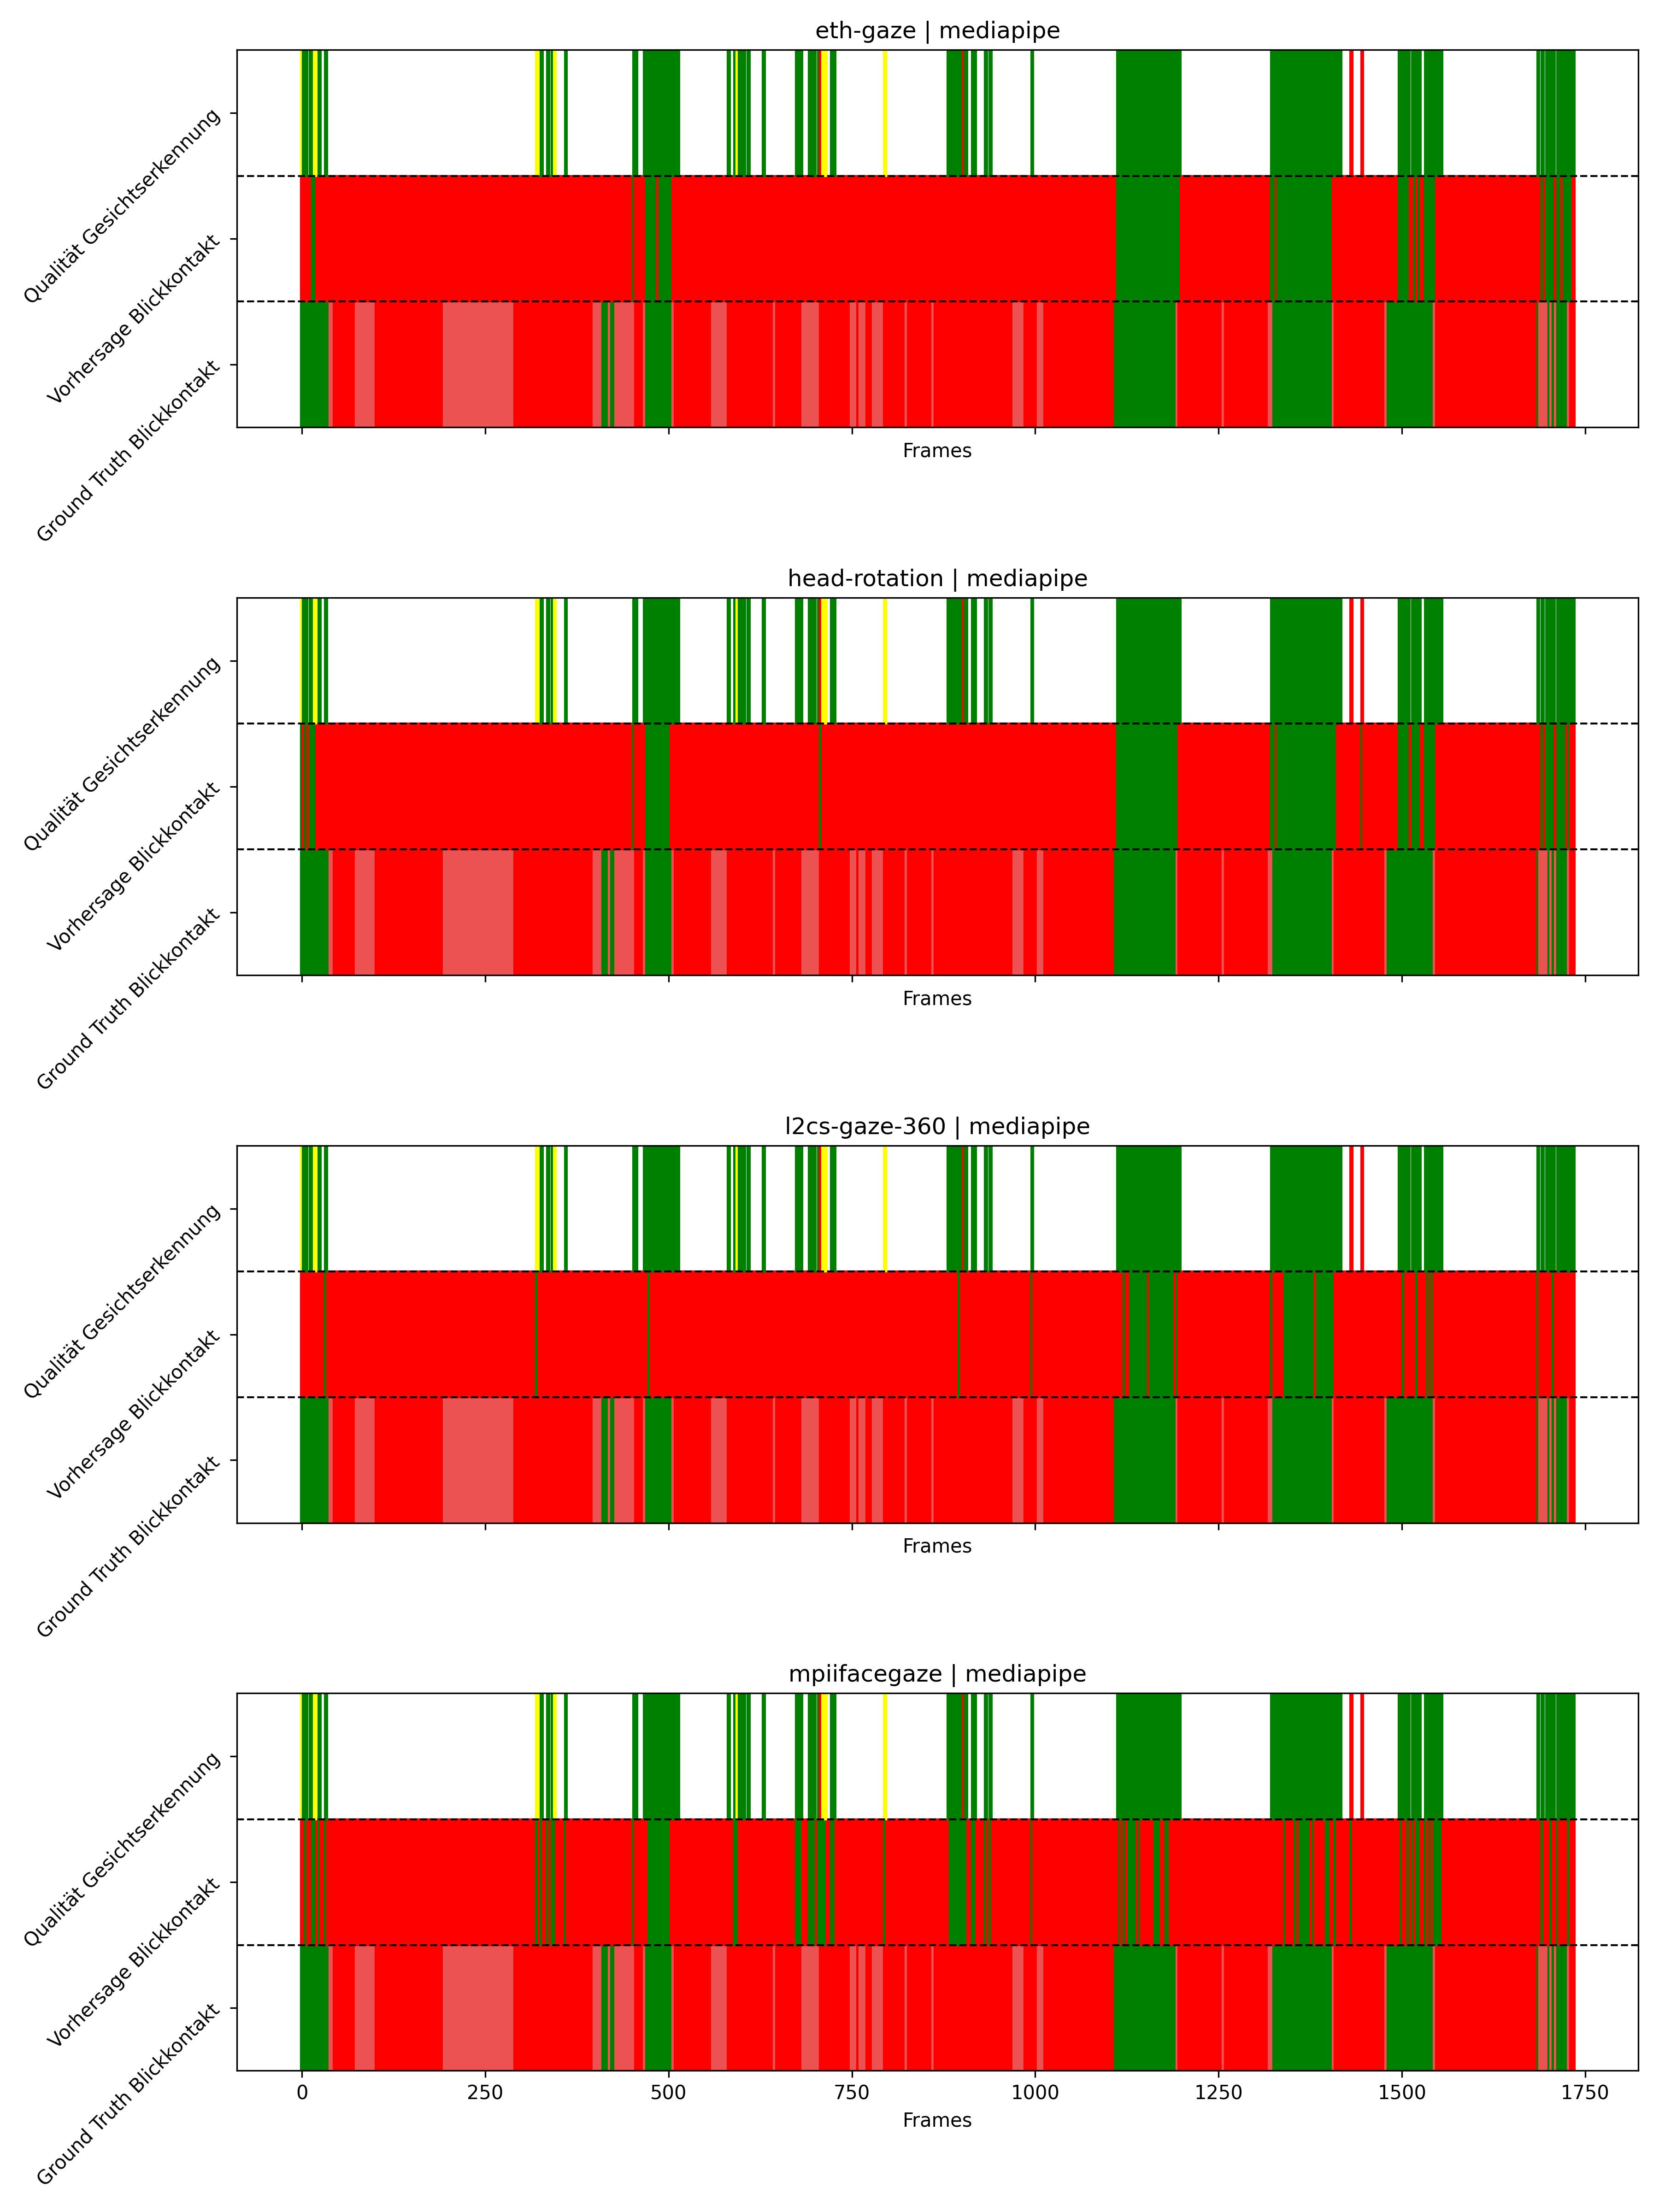 eth-gaze | mediapipe
Qualität Gesichtserkennung
Vorhersage Blickkontakt
Ground Truth Blickkontakt
Frames
head-rotation | mediapipe
Qualität Gesichtserkennung
Vorhersage Blickkontakt
Ground Truth Blickkontakt
Frames
l2cs-gaze-360 | mediapipe
Qualität Gesichtserkennung
Vorhersage Blickkontakt
Ground Truth Blickkontakt
Frames
mpiifacegaze | mediapipe
Qualität Gesichtserkennung
Vorhersage Blickkontakt
Ground Truth Blickkontakt
0 250 500 750 1000 1250 1500 1750
Frames